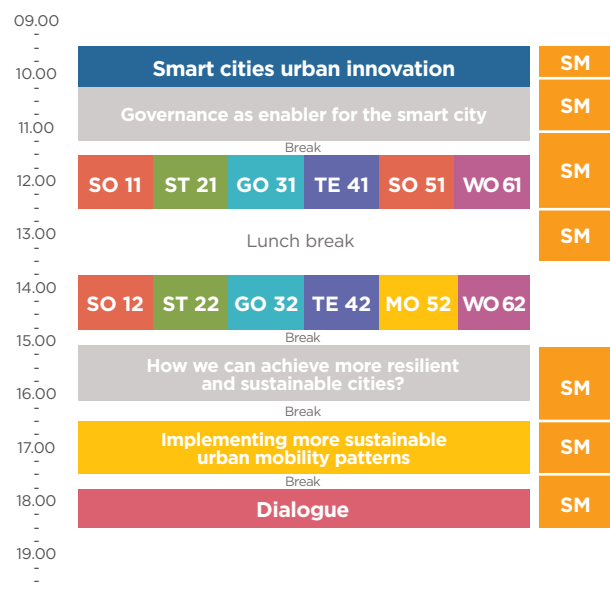 09.00
Smart cities urban innovation
SM
10.00
Governance as enabler for the smart city
SM
11.00
Break
SO 11 ST 21 GO 31 TE 41 SO 51 WO 61
SM
12.00
Lunch break
SM
13.00
14.00
SO 12 ST 22 GO 32 TE 42 MO 52 WO 62
Break
15.00
How we can achieve more resilient
and sustainable cities?
SM
16.00
Break
Implementing more sustainable
urban mobility patterns
SM
17.00
Break
18.00
Dialogue
SM
19.00